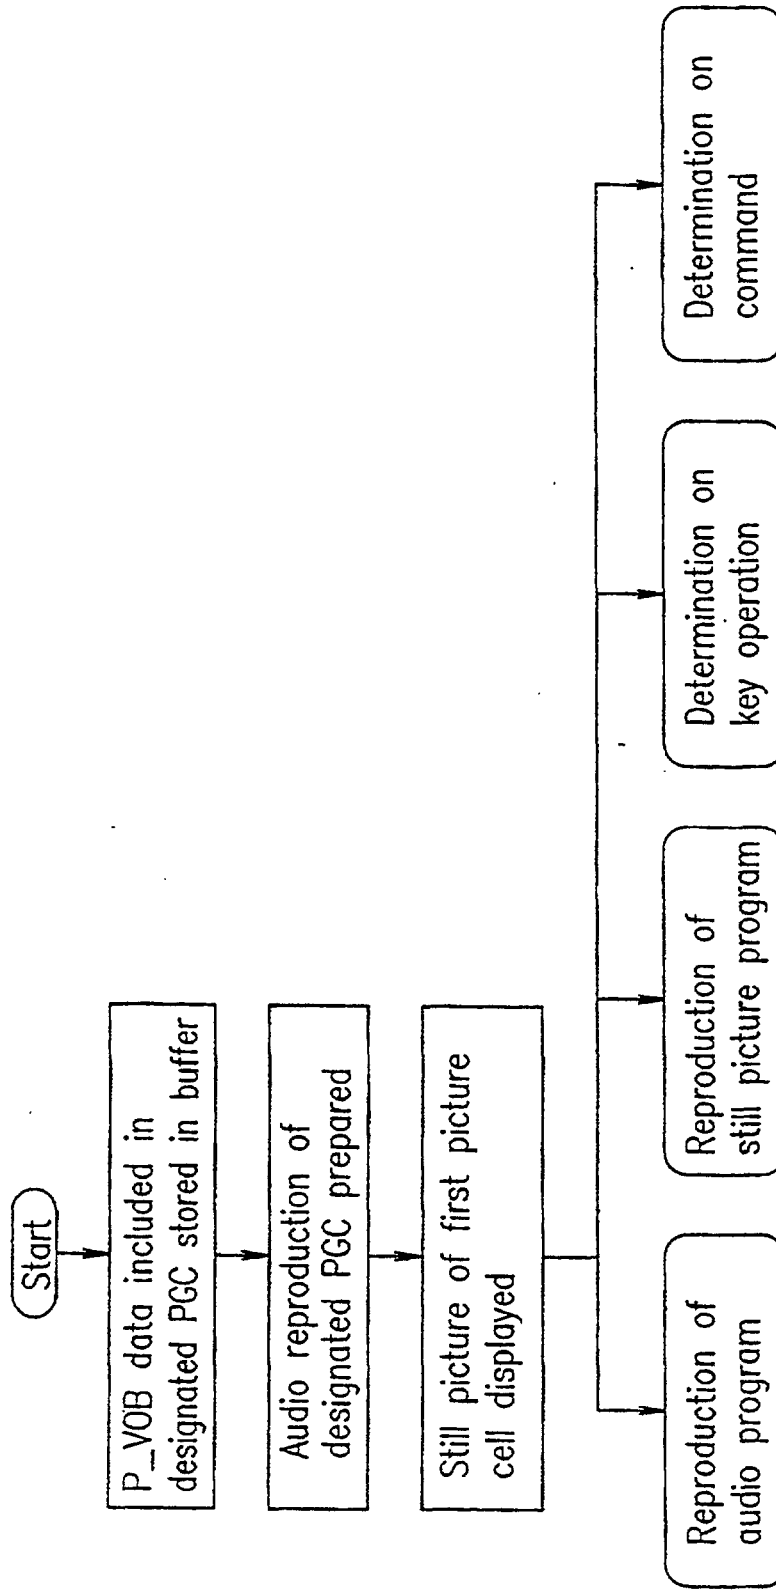 Start
P_VOB data included in
designated PGC stored in buffer
Audio reproduction of
designated PGC prepared
Still picture of first picture
cell displayed
Reproduction of
audio program
Reproduction of
still picture program
Determination on
key operation
Determination on
command